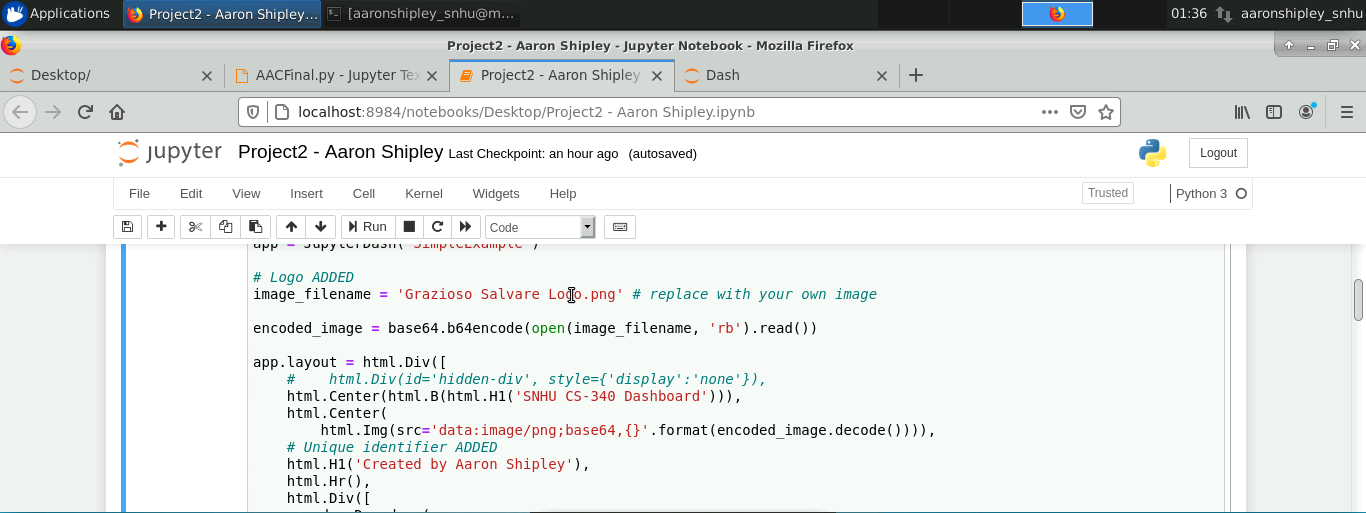 Applications Project2 - Aaron Shipley... [aaronshipley_snhu@m... 01:36 aaronshipley_snhu
Project2 - Aaron Shipley - Jupyter Notebook - Mozilla Firefox
Desktop/ AACFinal.py - Jupyter Te Project2 - Aaron Shipley Dash
localhost:8984/notebooks/Desktop/Project2 - Aaron Shipley.ipynb
jupyter Project2 - Aaron Shipley Last Checkpoint: an hour ago (autosaved) Logout
File Edit View Insert Cell Kernel Widgets Help Trusted Python 3
Run Code
app = JupyterDash('SimpleExample')
# Logo ADDED
image_filename = 'Grazioso Salvare Logo.png' # replace with your own image
encoded_image = base64.b64encode(open(image_filename, 'rb').read())
app.layout = html.Div([
#    html.Div(id='hidden-div', style={'display':'none'}),
html.Center(html.B(html.H1('SNHU CS-340 Dashboard'))),
html.Center(
html.Img(src='data:image/png;base64,{}'.format(encoded_image.decode()))),
# Unique identifier ADDED
html.H1('Created by Aaron Shipley'),
html.Hr(),
html.Div([